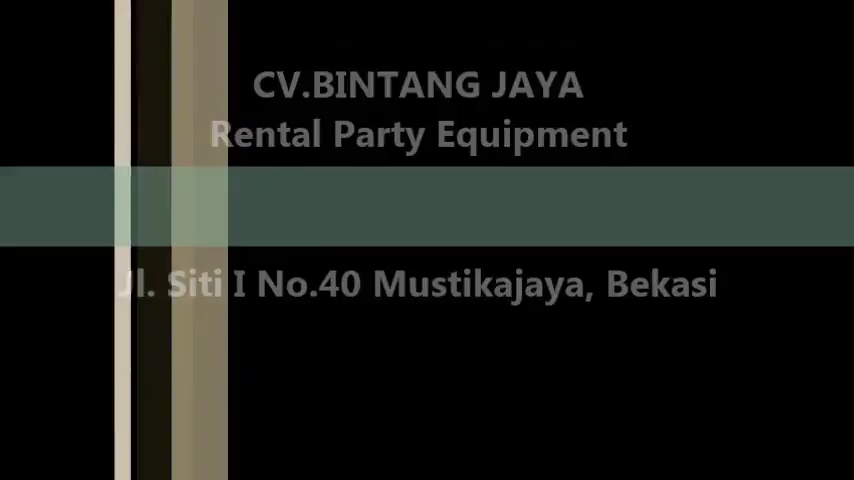 CV.BINTANG JAYA
Rental Party Equipment
Jl. Siti I No.40 Mustikajaya, Bekasi